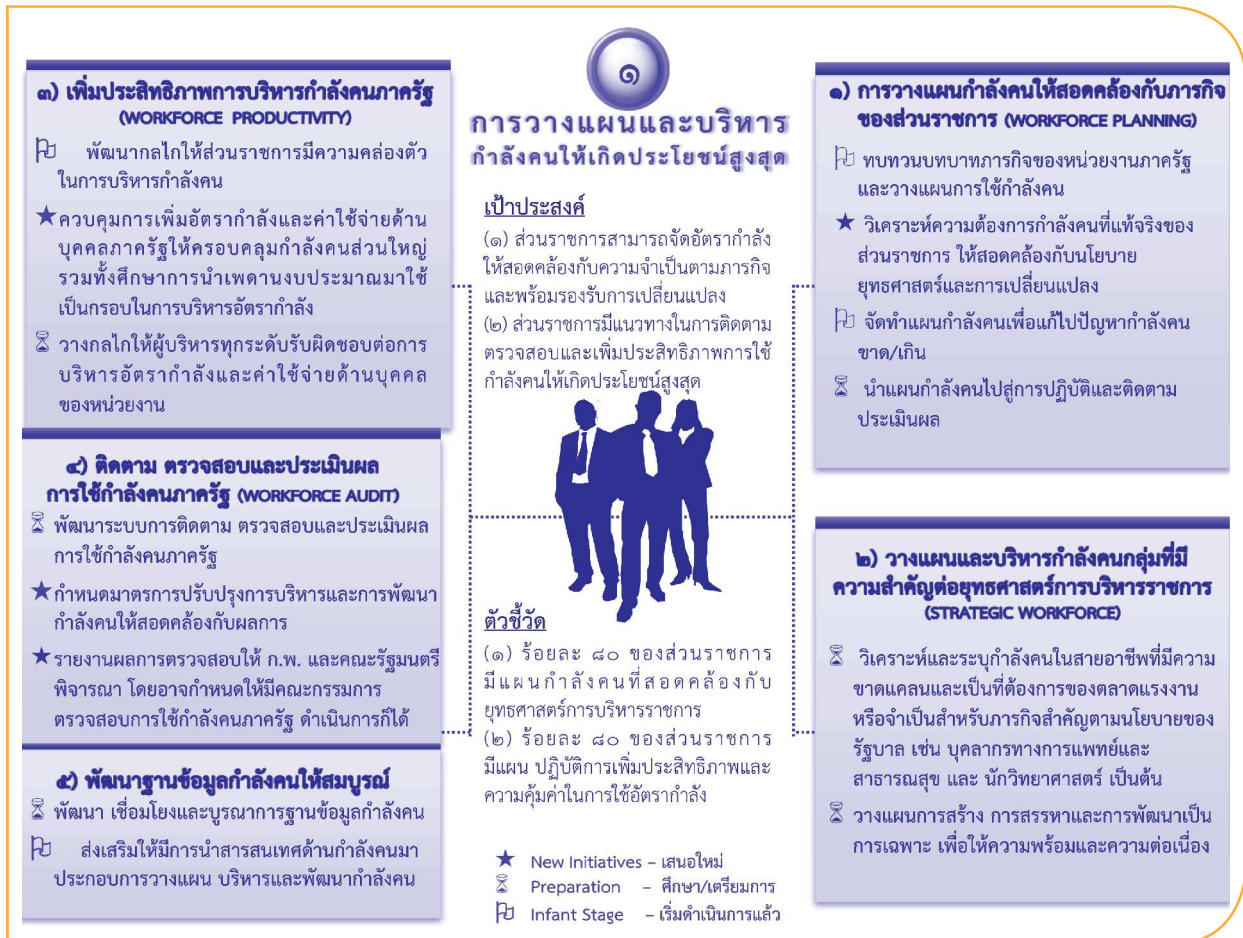 ๑
การวางแผนและบริหาร
กำลังคนให้เกิดประโยชน์สูงสุด
เป้าประสงค์
(๑) ส่วนราชการสามารถจัดอัตรากำลัง
ให้สอดคล้องกับความจำเป็นตามภารกิจ
และพร้อมรองรับการเปลี่ยนแปลง
(๒) ส่วนราชการมีแนวทางในการติดตาม
ตรวจสอบและเพิ่มประสิทธิภาพการใช้
กำลังคนให้เกิดประโยชน์สูงสุด
ตัวชี้วัด
(๑) ร้อยละ ๘๐ ของส่วนราชการ
มีแผนกำลังคนที่สอดคล้องกับ
ยุทธศาสตร์การบริหารราชการ
(๒) ร้อยละ ๘๐ ของส่วนราชการ
มีแผน ปฏิบัติการเพิ่มประสิทธิภาพและ
ความคุ้มค่าในการใช้อัตรากำลัง
★ New Initiatives – เสนอใหม่
Preparation – ศึกษา/เตรียมการ
Infant Stage – เริ่มดำเนินการแล้ว
๑) การวางแผนกำลังคนให้สอดคล้องกับภารกิจ
ของส่วนราชการ (WORKFORCE PLANNING)
ทบทวนบทบาทภารกิจของหน่วยงานภาครัฐ
และวางแผนการใช้กำลังคน
★ วิเคราะห์ความต้องการกำลังคนที่แท้จริงของ
ส่วนราชการ ให้สอดคล้องกับนโยบาย
ยุทธศาสตร์และการเปลี่ยนแปลง
จัดทำแผนกำลังคนเพื่อแก้ไปปัญหากำลังคน
ขาด/เกิน
นำแผนกำลังคนไปสู่การปฏิบัติและติดตาม
ประเมินผล
๒) วางแผนและบริหารกำลังคนกลุ่มที่มี
ความสำคัญต่อยุทธศาสตร์การบริหารราชการ
(STRATEGIC WORKFORCE)
วิเคราะห์และระบุกำลังคนในสายอาชีพที่มีความ
ขาดแคลนและเป็นที่ต้องการของตลาดแรงงาน
หรือจำเป็นสำหรับภารกิจสำคัญตามนโยบายของ
รัฐบาล เช่น บุคลากรทางการแพทย์และ
สาธารณสุข และ นักวิทยาศาสตร์ เป็นต้น
วางแผนการสร้าง การสรรหาและการพัฒนาเป็น
การเฉพาะ เพื่อให้ความพร้อมและความต่อเนื่อง
๓) เพิ่มประสิทธิภาพการบริหารกำลังคนภาครัฐ
(WORKFORCE PRODUCTIVITY)
พัฒนากลไกให้ส่วนราชการมีความคล่องตัว
ในการบริหารกำลังคน
★ ควบคุมการเพิ่มอัตรากำลังและค่าใช้จ่ายด้าน
บุคคลภาครัฐให้ครอบคลุมกำลังคนส่วนใหญ่
รวมทั้งศึกษาการนำเพดานงบประมาณมาใช้
เป็นกรอบในการบริหารอัตรากำลัง
วางกลไกให้ผู้บริหารทุกระดับรับผิดชอบต่อการ
บริหารอัตรากำลังและค่าใช้จ่ายด้านบุคคล
ของหน่วยงาน
๔) ติดตาม ตรวจสอบและประเมินผล
การใช้กำลังคนภาครัฐ (WORKFORCE AUDIT)
พัฒนาระบบการติดตาม ตรวจสอบและประเมินผล
การใช้กำลังคนภาครัฐ
★ กำหนดมาตรการปรับปรุงการบริหารและการพัฒนา
กำลังคนให้สอดคล้องกับผลการ
★ รายงานผลการตรวจสอบให้ ก.พ. และคณะรัฐมนตรี
พิจารณา โดยอาจกำหนดให้มีคณะกรรมการ
ตรวจสอบการใช้กำลังคนภาครัฐ ดำเนินการก็ได้
๕) พัฒนาฐานข้อมูลกำลังคนให้สมบูรณ์
พัฒนา เชื่อมโยงและบูรณาการฐานข้อมูลกำลังคน
ส่งเสริมให้มีการนำสารสนเทศด้านกำลังคนมา
ประกอบการวางแผน บริหารและพัฒนากำลังคน